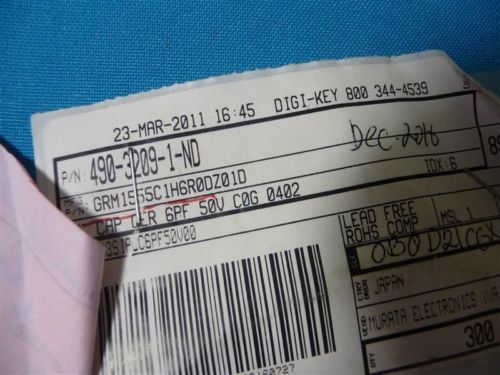 23-MAR-2011 16:45 DIGI-KEY 800 344-4539
P/N: 490-3209-1-ND
Dec. 2016
GRM1555C1H6R0DZ01D
IDX: 6
CAP CER 6PF 50V C0G 0402
LEAD FREE
ROHS COMP
MSL 1
JAPAN
MURATA ELECTRONICS
QTY
300